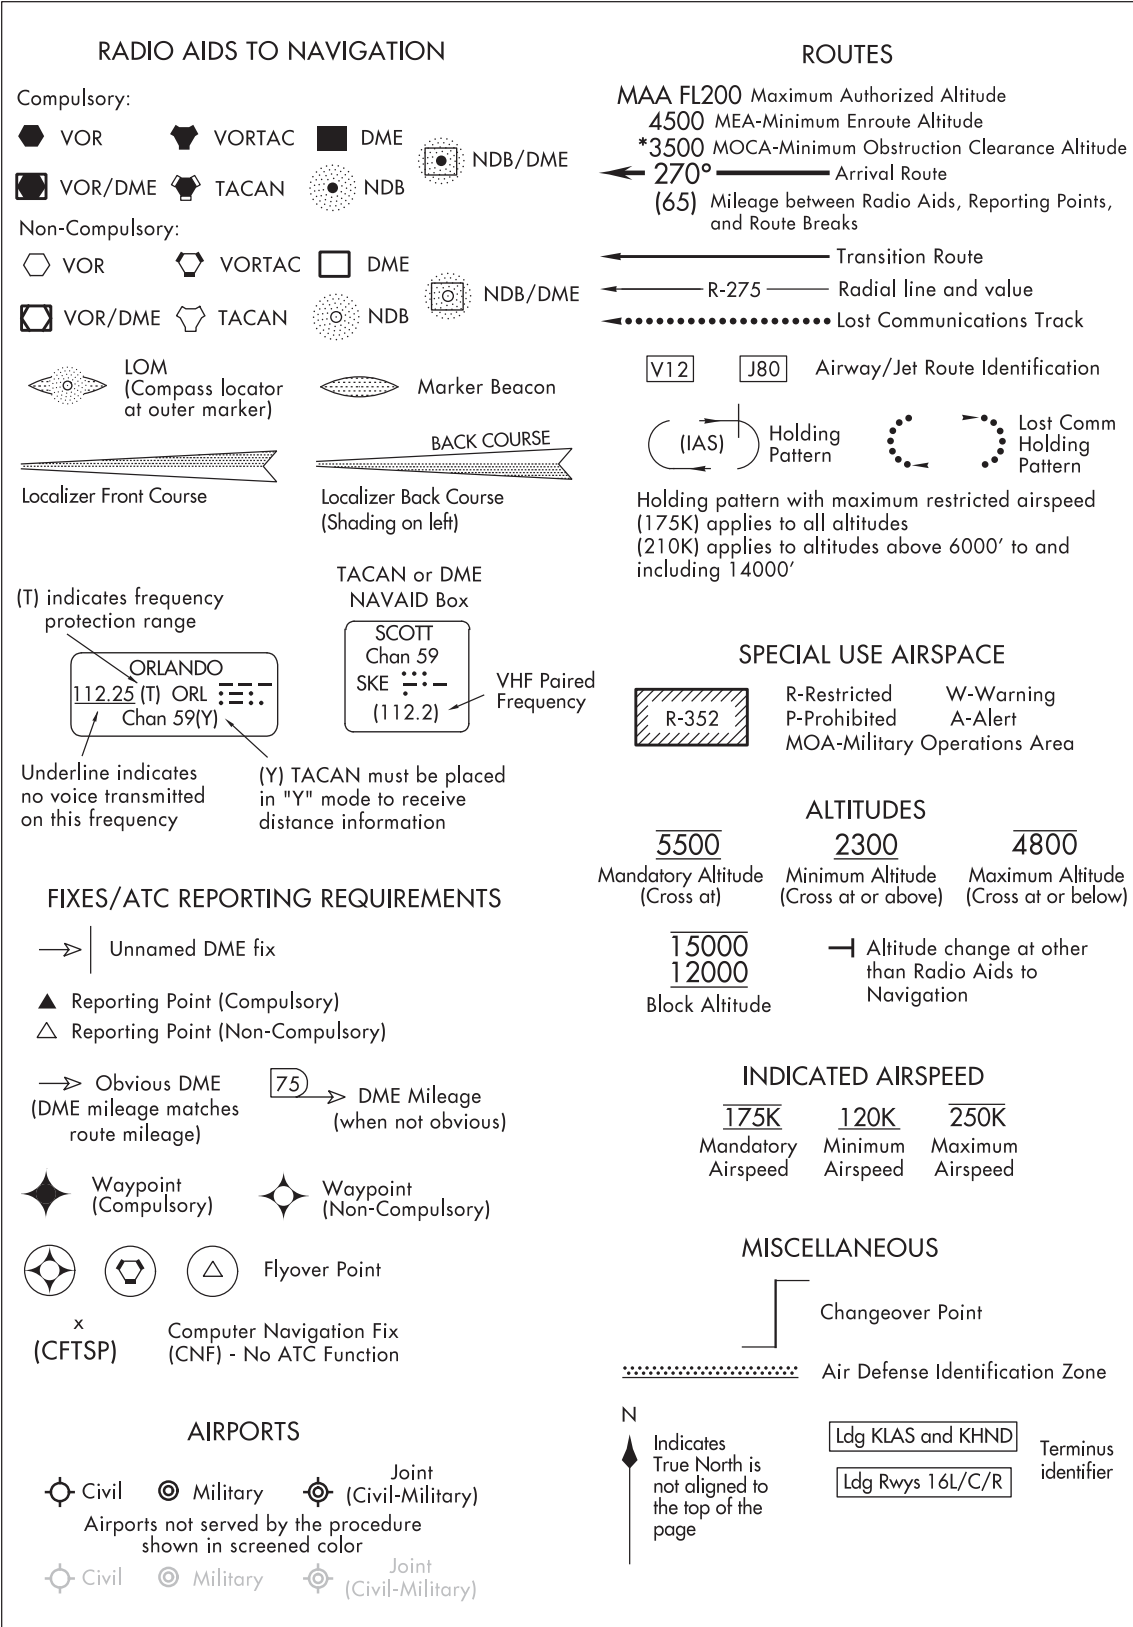 RADIO AIDS TO NAVIGATION
Compulsory:
VOR
VORTAC
DME
NDB/DME
VOR/DME
TACAN
NDB
Non-Compulsory:
VOR
VORTAC
DME
NDB/DME
VOR/DME
TACAN
NDB
LOM
(Compass locator
at outer marker)
Marker Beacon
BACK COURSE
Localizer Front Course
Localizer Back Course
(Shading on left)
(T) indicates frequency
protection range
ORLANDO
112.25 (T) ORL
Chan 59(Y)
Underline indicates
no voice transmitted
on this frequency
(Y) TACAN must be placed
in "Y" mode to receive
distance information
TACAN or DME
NAVAID Box
SCOTT
Chan 59
SKE
(112.2)
VHF Paired
Frequency
FIXES/ATC REPORTING REQUIREMENTS
Unnamed DME fix
Reporting Point (Compulsory)
Reporting Point (Non-Compulsory)
Obvious DME
(DME mileage matches
route mileage)
75
DME Mileage
(when not obvious)
Waypoint
(Compulsory)
Waypoint
(Non-Compulsory)
Flyover Point
x
(CFTSP)
Computer Navigation Fix
(CNF) - No ATC Function
AIRPORTS
Civil
Military
Joint
(Civil-Military)
Airports not served by the procedure
shown in screened color
Civil
Military
Joint
(Civil-Military)
ROUTES
MAA FL200 Maximum Authorized Altitude
4500 MEA-Minimum Enroute Altitude
*3500 MOCA-Minimum Obstruction Clearance Altitude
270° Arrival Route
(65) Mileage between Radio Aids, Reporting Points,
and Route Breaks
Transition Route
R-275 Radial line and value
Lost Communications Track
V12 J80 Airway/Jet Route Identification
(IAS)
Holding
Pattern
Lost Comm
Holding
Pattern
Holding pattern with maximum restricted airspeed
(175K) applies to all altitudes
(210K) applies to altitudes above 6000' to and
including 14000'
SPECIAL USE AIRSPACE
R-352
R-Restricted W-Warning
P-Prohibited A-Alert
MOA-Military Operations Area
ALTITUDES
5500
Mandatory Altitude
(Cross at)
2300
Minimum Altitude
(Cross at or above)
4800
Maximum Altitude
(Cross at or below)
15000
12000
Block Altitude
Altitude change at other
than Radio Aids to
Navigation
INDICATED AIRSPEED
175K
Mandatory
Airspeed
120K
Minimum
Airspeed
250K
Maximum
Airspeed
MISCELLANEOUS
Changeover Point
Air Defense Identification Zone
N
Indicates
True North is
not aligned to
the top of the
page
Ldg KLAS and KHND
Ldg Rwys 16L/C/R
Terminus
identifier